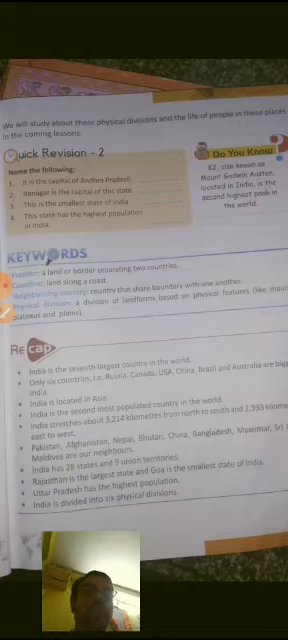 We will study about these physical divisions and the life of people in these places
in the coming lessons.
Quick Revision - 2
Name the following:
1. It is the capital of Andhra Pradesh.
2. Itanagar is the capital of this state.
3. This is the smallest state of India
4. This state has the highest population
in India.
Do You Know
K2, also known as
Mount Godwin Austen,
located in India, is the
second highest peak in
the world.
KEYWORDS
Frontier: a land or border separating two countries.
Coastline: land along a coast.
Neighbouring country: country that share boundary with one another.
Physical division: a division of landforms based on physical features (like
plateaus and plains).
Recap
India is the seventh largest country in the world.
Only six countries, i.e. Russia, Canada, USA, China, Brazil and Australia are
India
India is located in Asia.
India is the second most populated country in the world.
India stretches about 3,214 kilometres from north to south and 1,933
east to west.
Pakistan, Afghanistan, Nepal, Bhutan, China, Bangladesh, Myanmar, Sri
Maldives are our neighbours.
India has 28 states and 9 union territories.
Rajasthan is the largest state and Goa is the smallest state of India.
Uttar Pradesh has the highest population.
India is divided into six physical divisions.